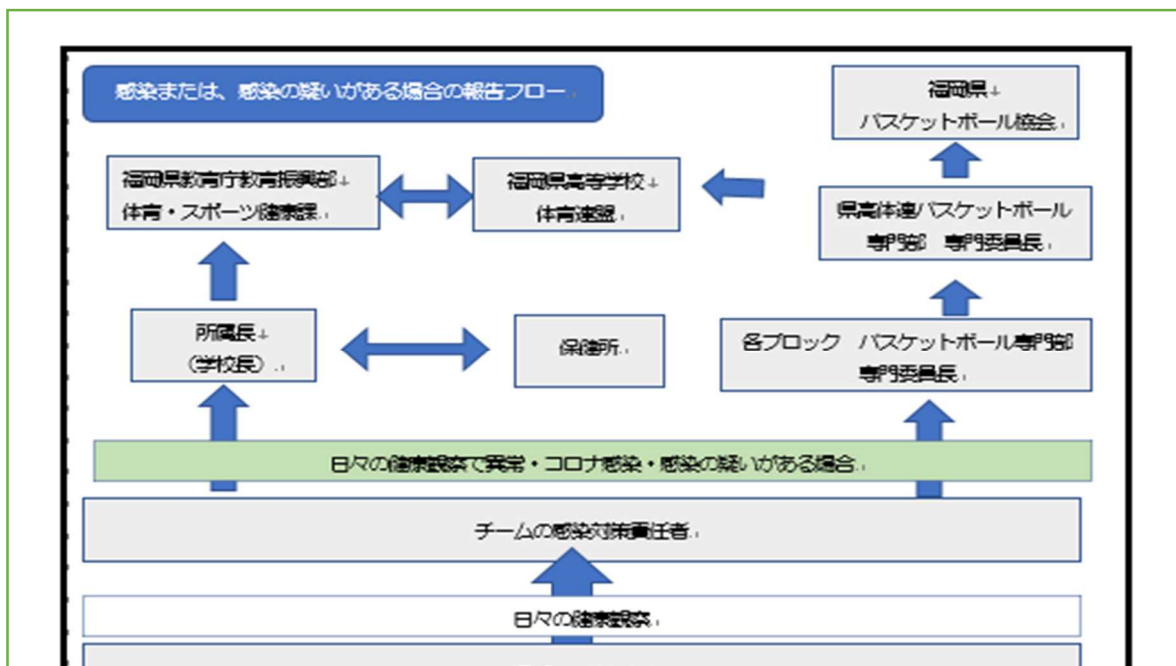 感染または、感染の疑いがある場合の報告フロー
福岡県
バスケットボール協会
福岡県教育庁教育振興部
体育・スポーツ健康課
福岡県高等学校
体育連盟
県高体連バスケットボール
専門部　専門委員長
所属長
（学校長）
保健所
各ブロック　バスケットボール専門部
専門委員長
日々の健康観察で異常・コロナ感染・感染の疑いがある場合
チームの感染対策責任者
日々の健康観察